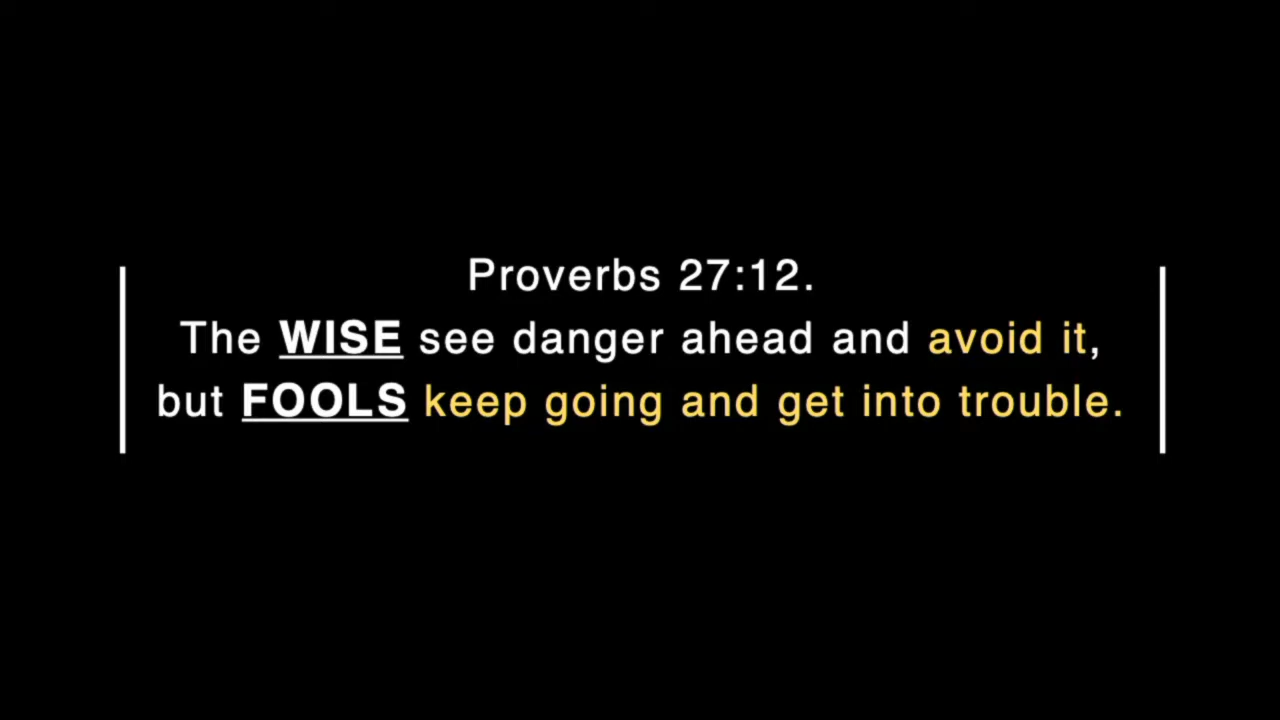 Proverbs 27:12.
The WISE see danger ahead and avoid it,
but FOOLS keep going and get into trouble.